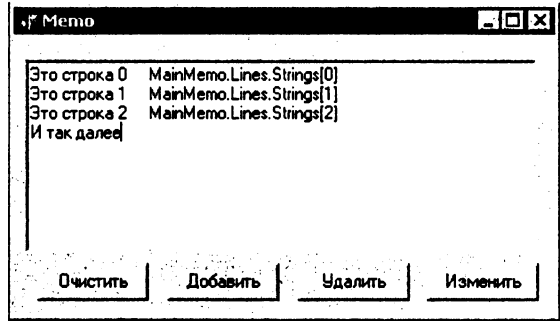 Memo
Это строка 0 MainMemo.Lines.Strings[0]
Это строка 1 MainMemo.Lines.Strings[1]
Это строка 2 MainMemo.Lines.Strings[2]
И так далее
Очистить Добавить Удалить Изменить